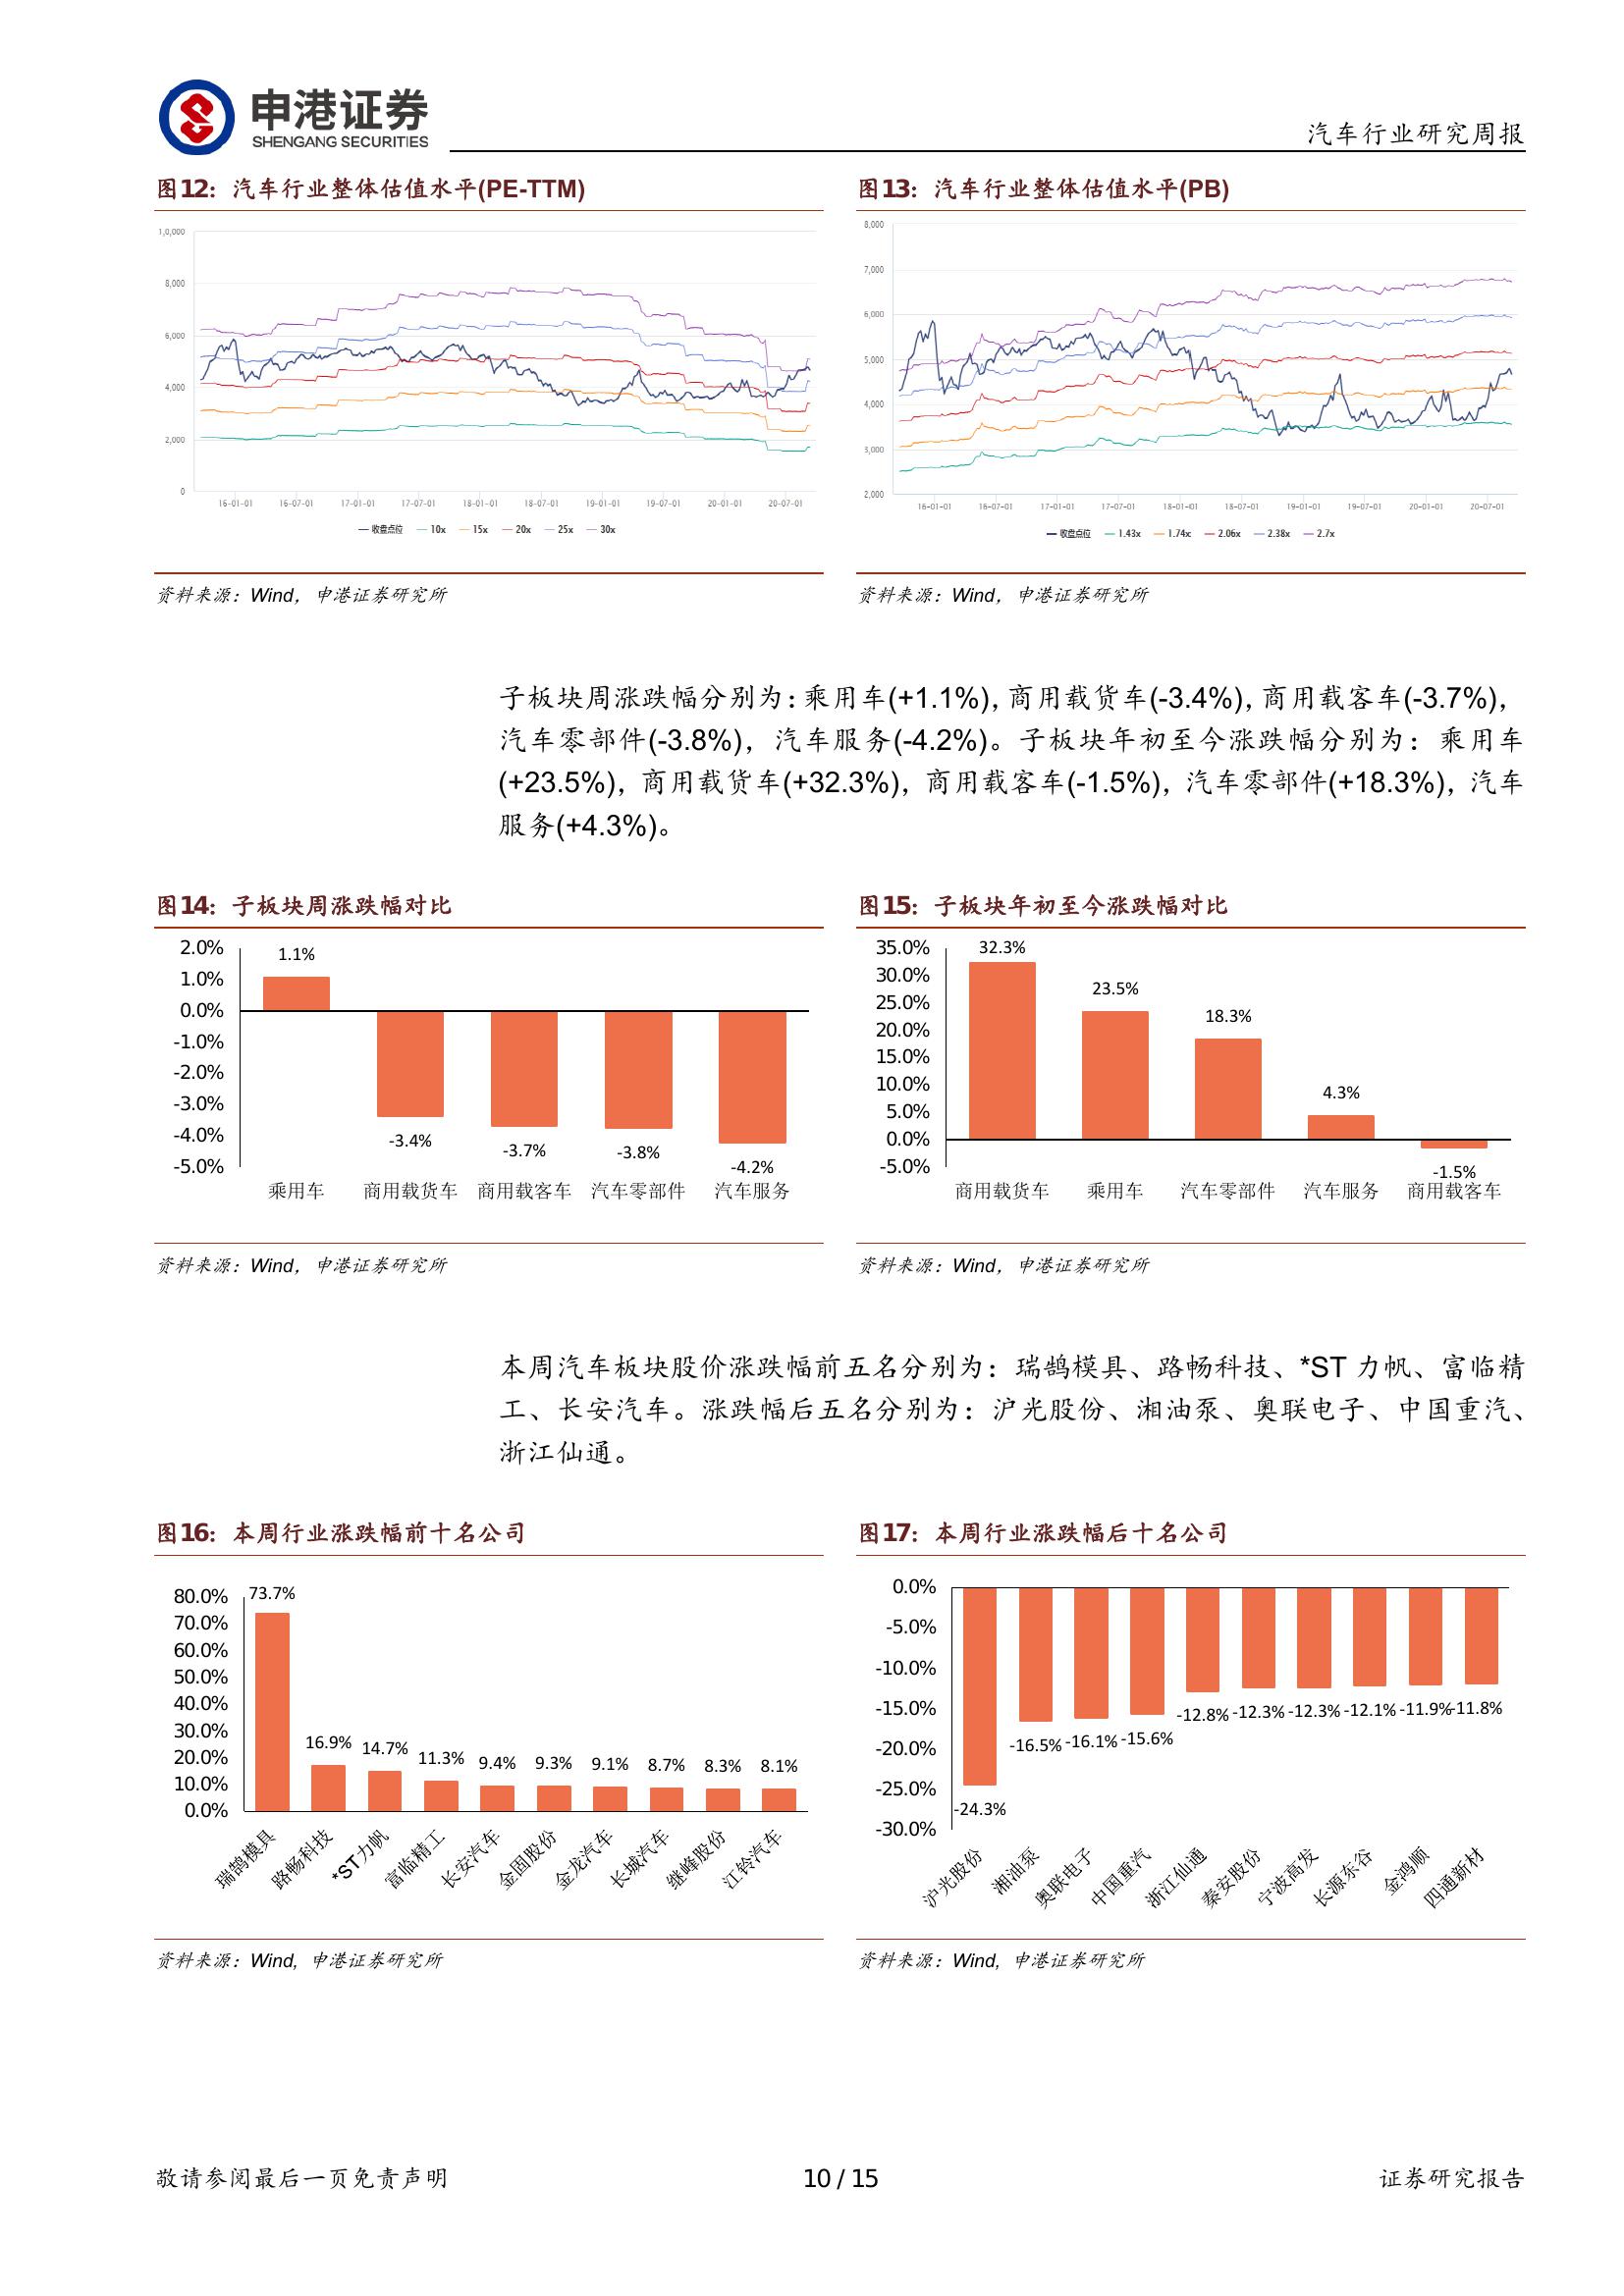 申港证券
SHENGANG SECURITIES
汽车行业研究周报
图12：汽车行业整体估值水平(PE-TTM)
1,0,000
8,000
6,000
4,000
2,000
0
16-01-01 16-07-01 17-01-01 17-07-01 18-01-01 18-07-01 19-01-01 19-07-01 20-01-01 20-07-01
收盘点位 10x 15x 20x 25x 30x
资料来源：Wind，申港证券研究所
图13：汽车行业整体估值水平(PB)
8,000
7,000
6,000
5,000
4,000
3,000
2,000
16-01-01 16-07-01 17-01-01 17-07-01 18-01-01 18-07-01 19-01-01 19-07-01 20-01-01 20-07-01
收盘点位 1.43x 1.74x 2.06x 2.38x 2.7x
资料来源：Wind，申港证券研究所
子板块周涨跌幅分别为：乘用车(+1.1%)，商用载货车(-3.4%)，商用载客车(-3.7%)，
汽车零部件(-3.8%)，汽车服务(-4.2%)。子板块年初至今涨跌幅分别为：乘用车
(+23.5%)，商用载货车(+32.3%)，商用载客车(-1.5%)，汽车零部件(+18.3%)，汽车
服务(+4.3%)。
图14：子板块周涨跌幅对比
2.0%
1.0%
0.0%
-1.0%
-2.0%
-3.0%
-4.0%
-5.0%
1.1% -3.4% -3.7% -3.8% -4.2%
乘用车 商用载货车 商用载客车 汽车零部件 汽车服务
资料来源：Wind，申港证券研究所
图15：子板块年初至今涨跌幅对比
35.0%
30.0%
25.0%
20.0%
15.0%
10.0%
5.0%
0.0%
-5.0%
32.3% 23.5% 18.3% 4.3% -1.5%
商用载货车 乘用车 汽车零部件 汽车服务 商用载客车
资料来源：Wind，申港证券研究所
本周汽车板块股价涨跌幅前五名分别为：瑞鹄模具、路畅科技、*ST 力帆、富临精
工、长安汽车。涨跌幅后五名分别为：沪光股份、湘油泵、奥联电子、中国重汽、
浙江仙通。
图16：本周行业涨跌幅前十名公司
80.0%
70.0%
60.0%
50.0%
40.0%
30.0%
20.0%
10.0%
0.0%
73.7% 16.9% 14.7% 11.3% 9.4% 9.3% 9.1% 8.7% 8.3% 8.1%
瑞鹄模具 路畅科技 *ST力帆 富临精工 长安汽车 金固股份 金龙汽车 长城汽车 继峰股份 江铃汽车
资料来源：Wind，申港证券研究所
图17：本周行业涨跌幅后十名公司
0.0%
-5.0%
-10.0%
-15.0%
-20.0%
-25.0%
-30.0%
-24.3% -16.5% -16.1% -15.6% -12.8% -12.3% -12.3% -12.1% -11.9% -11.8%
沪光股份 湘油泵 奥联电子 中国重汽 浙江仙通 秦安股份 宁波高发 长源东谷 金鸿顺 四通新材
资料来源：Wind，申港证券研究所
敬请参阅最后一页免责声明
10 / 15
证券研究报告